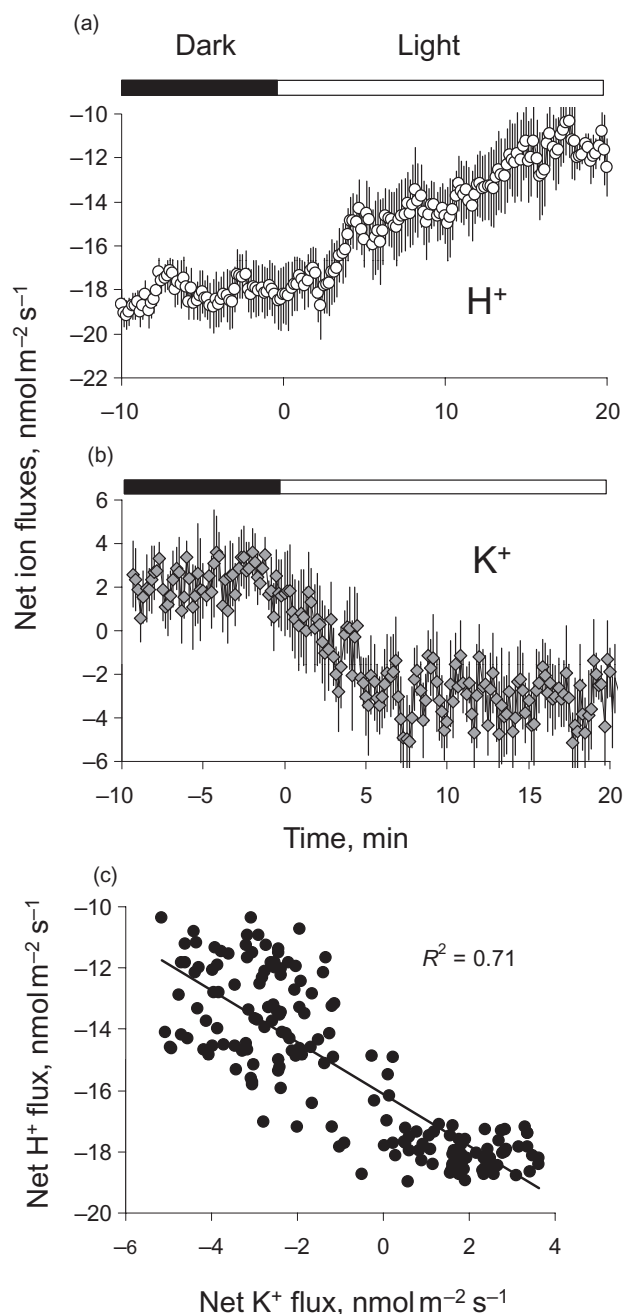 (a)
Dark Light
–10
–12
–14
–16
–18
–20
–22
H⁺
–10 0 10 20
(b)
6
4
2
0
–2
–4
–6
K⁺
–10 –5 0 5 10 15 20
Time, min
Net ion fluxes, nmol m⁻² s⁻¹
(c)
–10
–12
–14
–16
–18
–20
R² = 0.71
Net H⁺ flux, nmol m⁻² s⁻¹
–6 –4 –2 0 2 4
Net K⁺ flux, nmol m⁻² s⁻¹